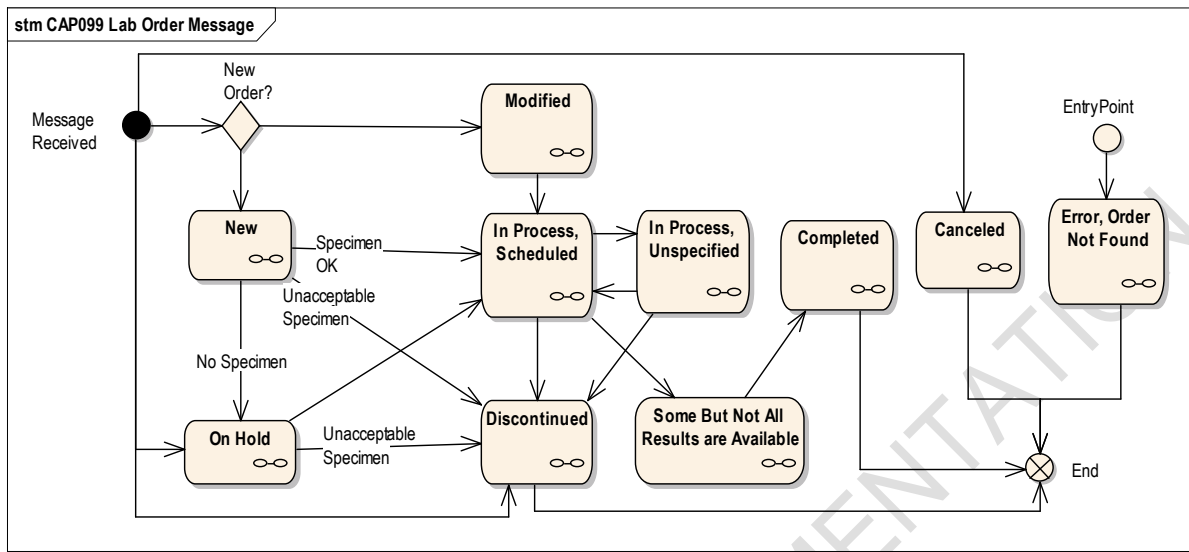 stm CAP099 Lab Order Message
New
Order?
Message
Received
Modified
EntryPoint
New
Specimen
OK
In Process,
Scheduled
In Process,
Unspecified
Completed
Canceled
Error, Order
Not Found
Unacceptable
Specimen
No Specimen
On Hold
Unacceptable
Specimen
Discontinued
Some But Not All
Results are Available
End